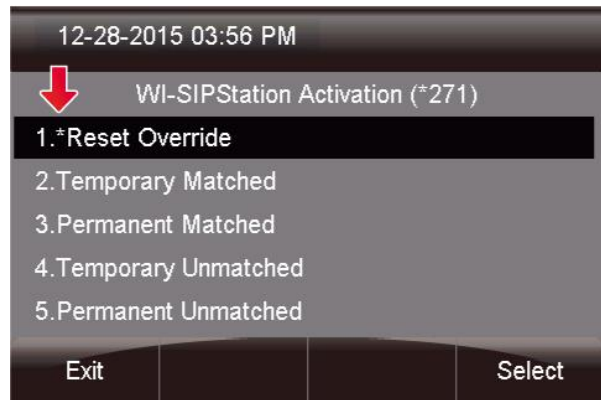 12-28-2015 03:56 PM
WI-SIPStation Activation (*271)
1.*Reset Override
2.Temporary Matched
3.Permanent Matched
4.Temporary Unmatched
5.Permanent Unmatched
Exit Select